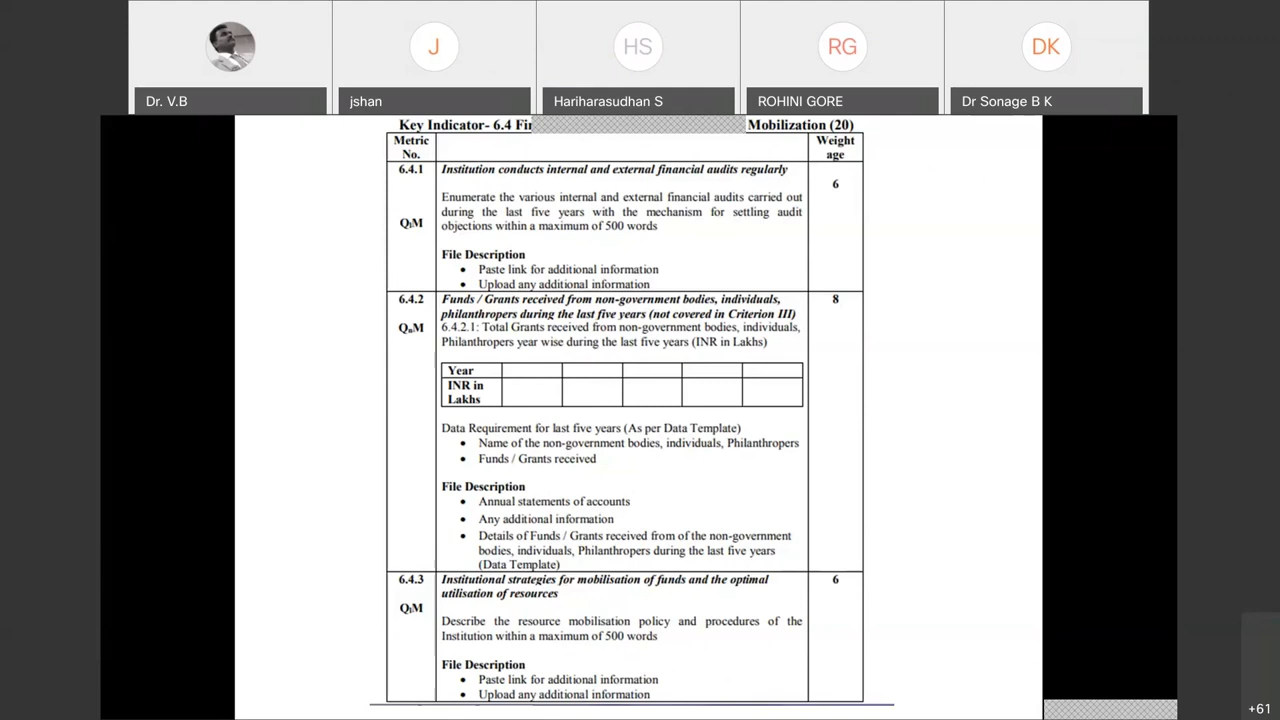 J
HS
RG
DK
Dr. V.B
jshan
Hariharasudhan S
ROHINI GORE
Dr Sonage B K
Key Indicator- 6.4 Mobilization (20)
Metric No.
Weight age
6.4.1
Institution conducts internal and external financial audits regularly
6
QlM
Enumerate the various internal and external financial audits carried out
during the last five years with the mechanism for settling audit
objections within a maximum of 500 words
File Description
• Paste link for additional information
• Upload any additional information
6.4.2
Funds / Grants received from non-government bodies, individuals,
8
philanthropers during the last five years (not covered in Criterion III)
QnM
6.4.2.1: Total Grants received from non-government bodies, individuals,
Philanthropers year wise during the last five years (INR in Lakhs)
Year
INR in
Lakhs
Data Requirement for last five years (As per Data Template)
• Name of the non-government bodies, individuals, Philanthropers
• Funds / Grants received
File Description
• Annual statements of accounts
• Any additional information
• Details of Funds / Grants received from of the non-government
bodies, individuals, Philanthropers during the last five years
(Data Template)
6.4.3
Institutional strategies for mobilisation of funds and the optimal
6
utilisation of resources
QlM
Describe the resource mobilisation policy and procedures of the
Institution within a maximum of 500 words
File Description
• Paste link for additional information
• Upload any additional information
+61